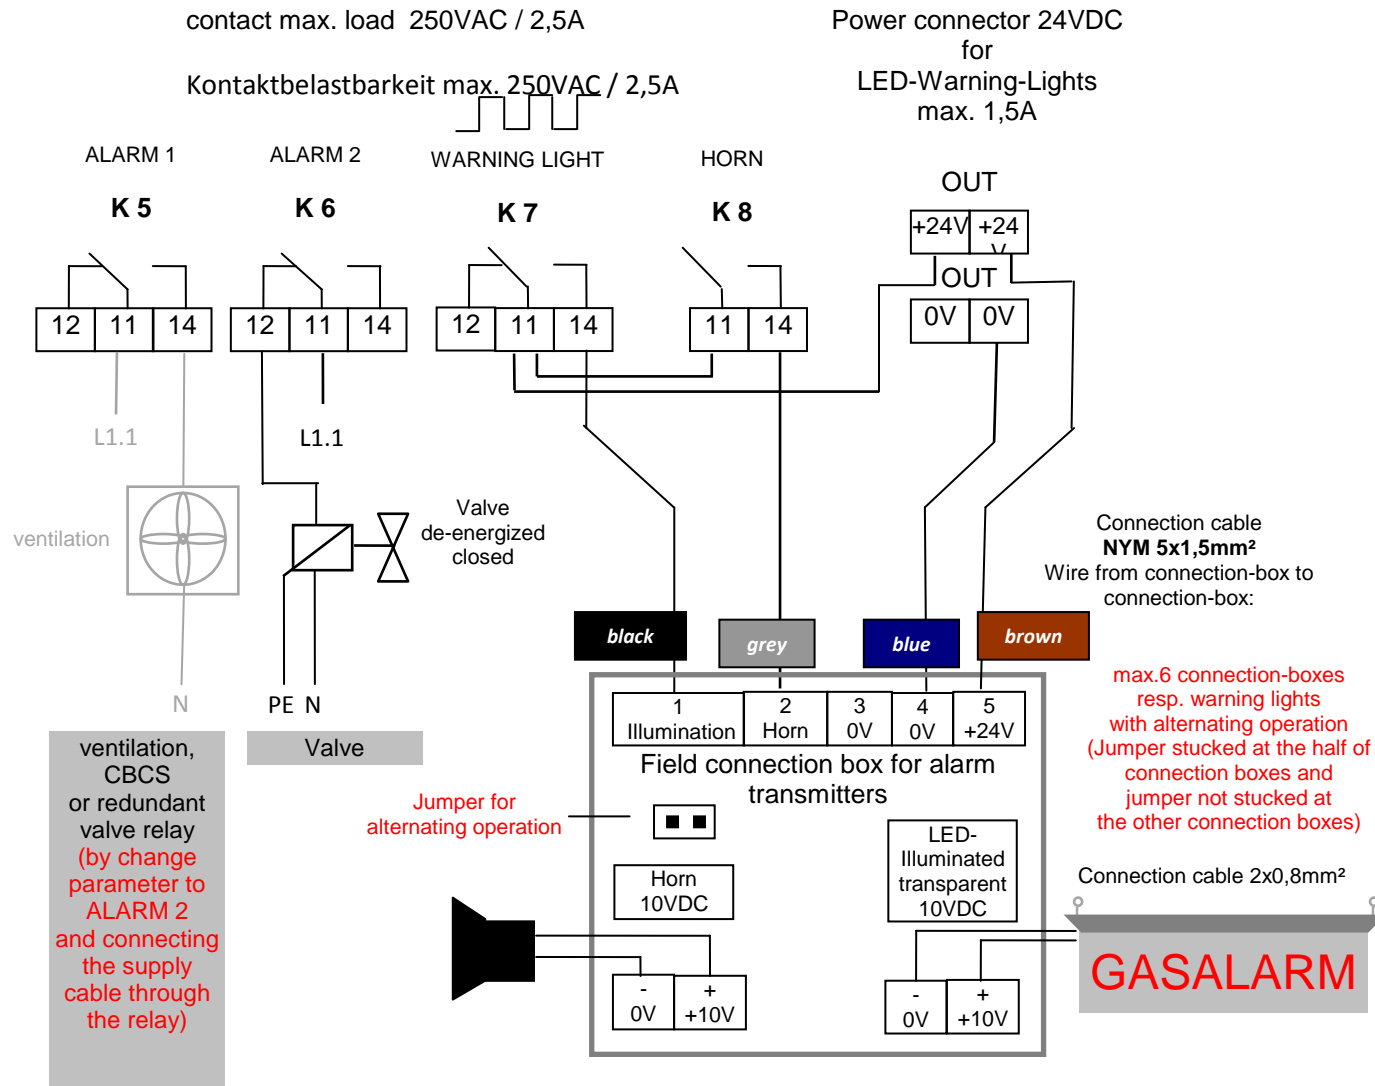 contact max. load 250VAC / 2,5A
Kontaktbelastbarkeit max. 250VAC / 2,5A
Power connector 24VDC
for
LED-Warning-Lights
max. 1,5A
ALARM 1
ALARM 2
WARNING LIGHT
HORN
K 5
K 6
K 7
K 8
OUT
+24V
+24
V
OUT
0V
0V
12
11
14
12
11
14
12
11
14
11
14
L1.1
L1.1
ventilation
Valve
de-energized
closed
Connection cable
NYM 5x1,5mm²
Wire from connection-box to
connection-box:
black
grey
blue
brown
max.6 connection-boxes
resp. warning lights
with alternating operation
(Jumper stucked at the half of
connection boxes and
jumper not stucked at
the other connection boxes)
N
PE N
1
Illumination
2
Horn
3
0V
4
0V
5
+24V
ventilation,
CBCS
or redundant
valve relay
(by change
parameter to
ALARM 2
and connecting
the supply
cable through
the relay)
Valve
Field connection box for alarm
transmitters
Jumper for
alternating operation
Horn
10VDC
LED-
Illuminated
transparent
10VDC
Connection cable 2x0,8mm²
GASALARM
-
0V
+
+10V
-
0V
+
+10V